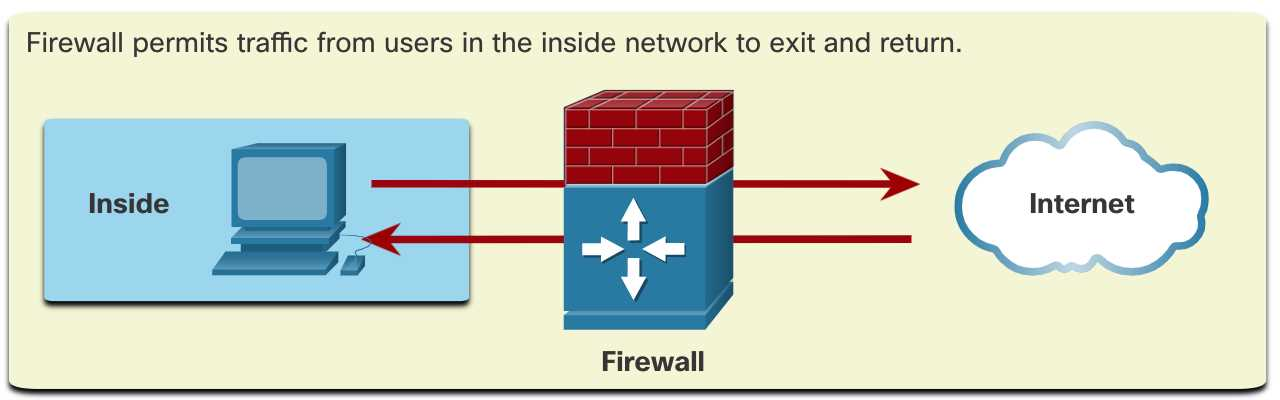 Firewall permits traffic from users in the inside network to exit and return.
Inside
Internet
Firewall